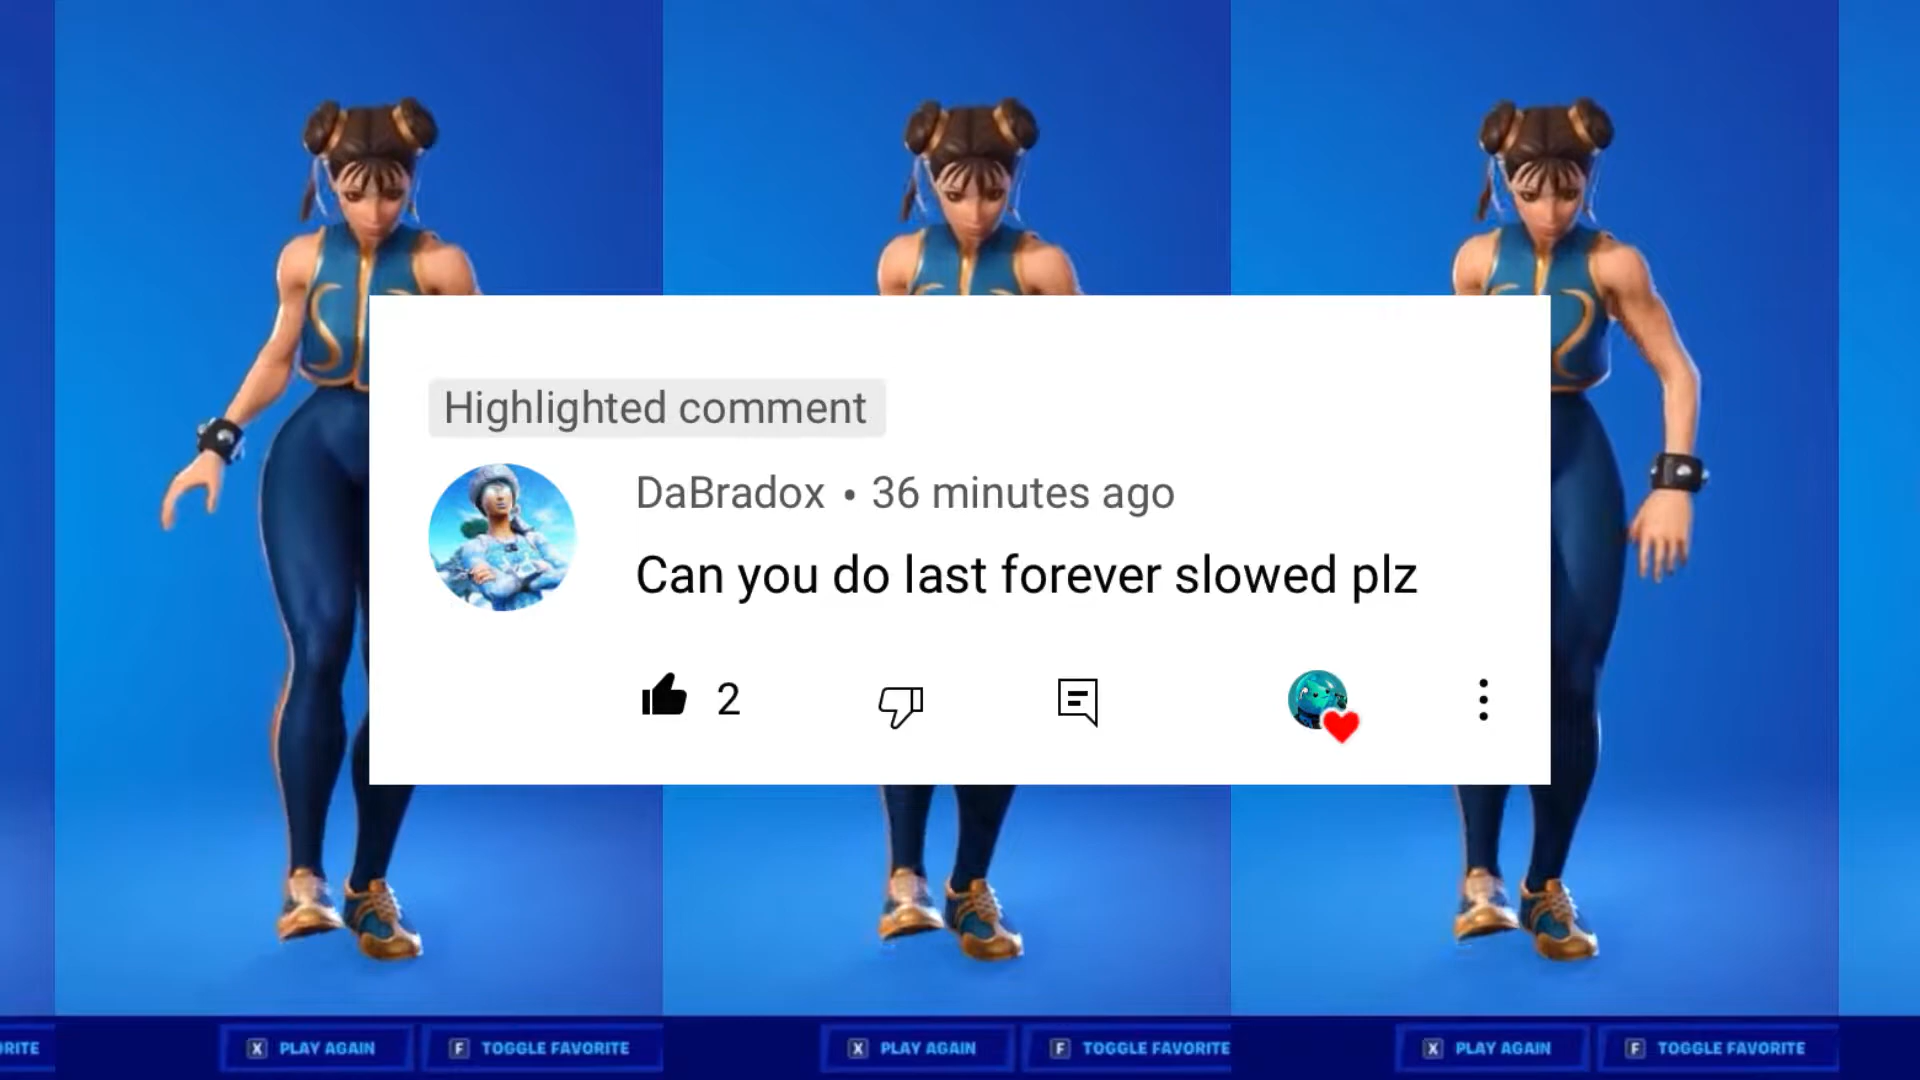 Highlighted comment
DaBradox • 36 minutes ago
Can you do last forever slowed plz
2
RITE
X PLAY AGAIN
F TOGGLE FAVORITE
X PLAY AGAIN
F TOGGLE FAVORITE
X PLAY AGAIN
F TOGGLE FAVORITE